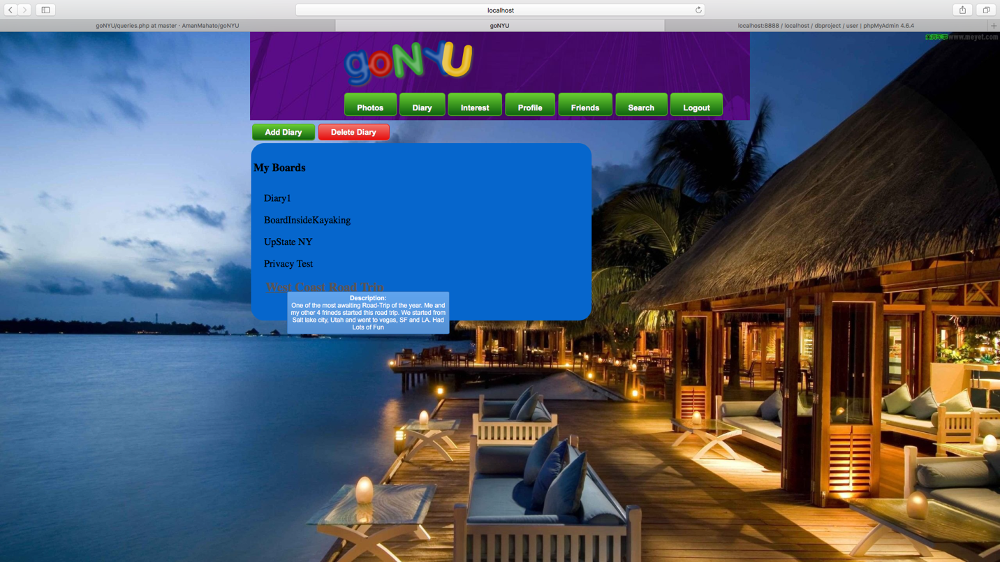 localhost
goNYU/queries.php at master · AmanMahato/goNYU
goNYU
localhost:8888 / localhost / dbproject / user | phpMyAdmin 4.6.4
www.meyet.com
goNYU
Photos Diary Interest Profile Friends Search Logout
Add Diary Delete Diary
My Boards
Diary1
BoardInsideKayaking
UpState NY
Privacy Test
West Coast Road Trip
Description:
One of the most awaiting Road-Trip of the year. Me and
my other 4 frineds started this road trip. We started from
Salt lake city, Utah and went to vegas, SF and LA. Had
Lots of Fun